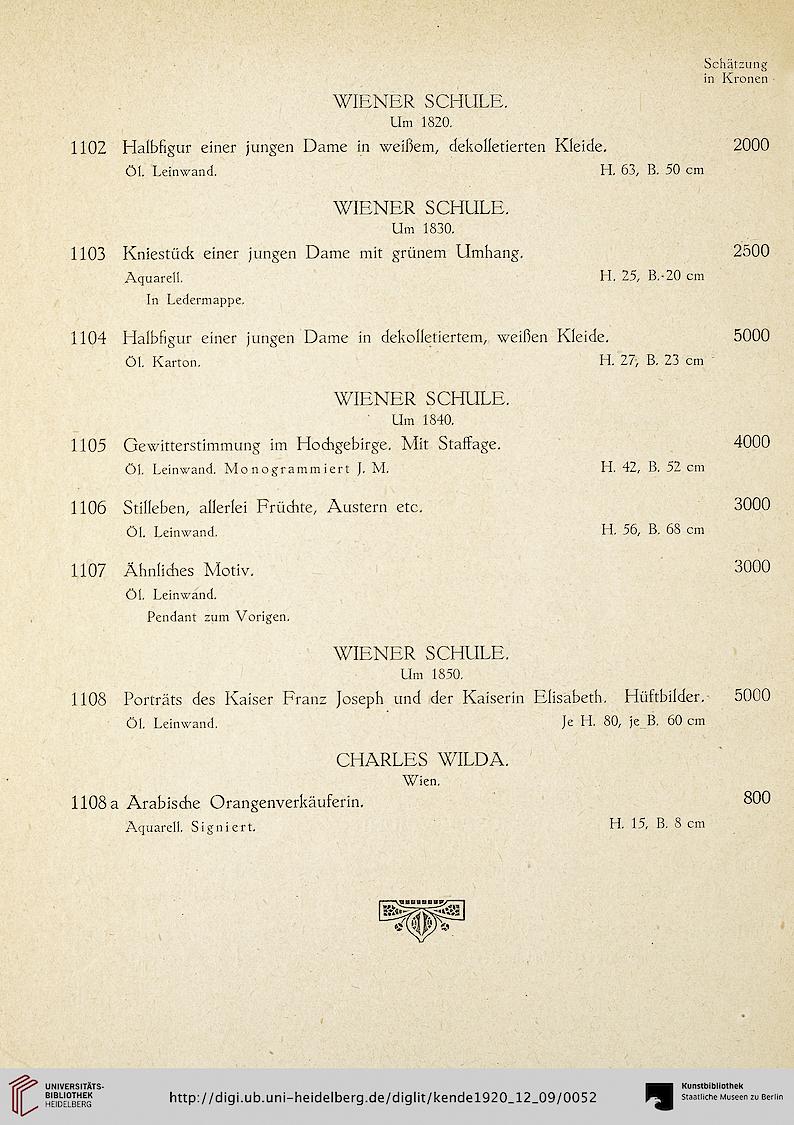 Schätzung
in Kronen
WIENER SCHULE.
Um 1820.
1102 Halbfigur einer jungen Dame in weißem, dekolletierten Kleide. 2000
Öl. Leinwand. H. 63, B. 50 cm
WIENER SCHULE.
Um 1830.
1103 Kniestück einer jungen Dame mit grünem Umhang. 2500
Aquarell. H. 25, B. 20 cm
In Ledermappe.
1104 Halbfigur einer jungen Dame in dekolletiertem, weißen Kleide. 5000
Öl. Karton. H. 27, B. 23 cm
WIENER SCHULE.
Um 1840.
1105 Gewitterstimmung im Hochgebirge. Mit Staffage. 4000
Öl. Leinwand. Monogrammiert J. M. H. 42, B. 52 cm
1106 Stilleben, allerlei Früchte, Austern etc. 3000
Öl. Leinwand. H. 56, B. 68 cm
1107 Ähnliches Motiv. 3000
Öl. Leinwand.
Pendant zum Vorigen.
WIENER SCHULE.
Um 1850.
1108 Porträts des Kaiser Franz Joseph und der Kaiserin Elisabeth. Hüftbilder. 5000
Öl. Leinwand. Je H. 80, je B. 60 cm
CHARLES WILDA.
Wien.
1108 a Arabische Orangenverkäuferin. 800
Aquarell. Signiert. H. 15, B. 8 cm
UNIVERSITÄTS-
BIBLIOTHEK
HEIDELBERG
http://digi.ub.uni-heidelberg.de/diglit/kende1920_12_09/0052
Kunstbibliothek
Staatliche Museen zu Berlin